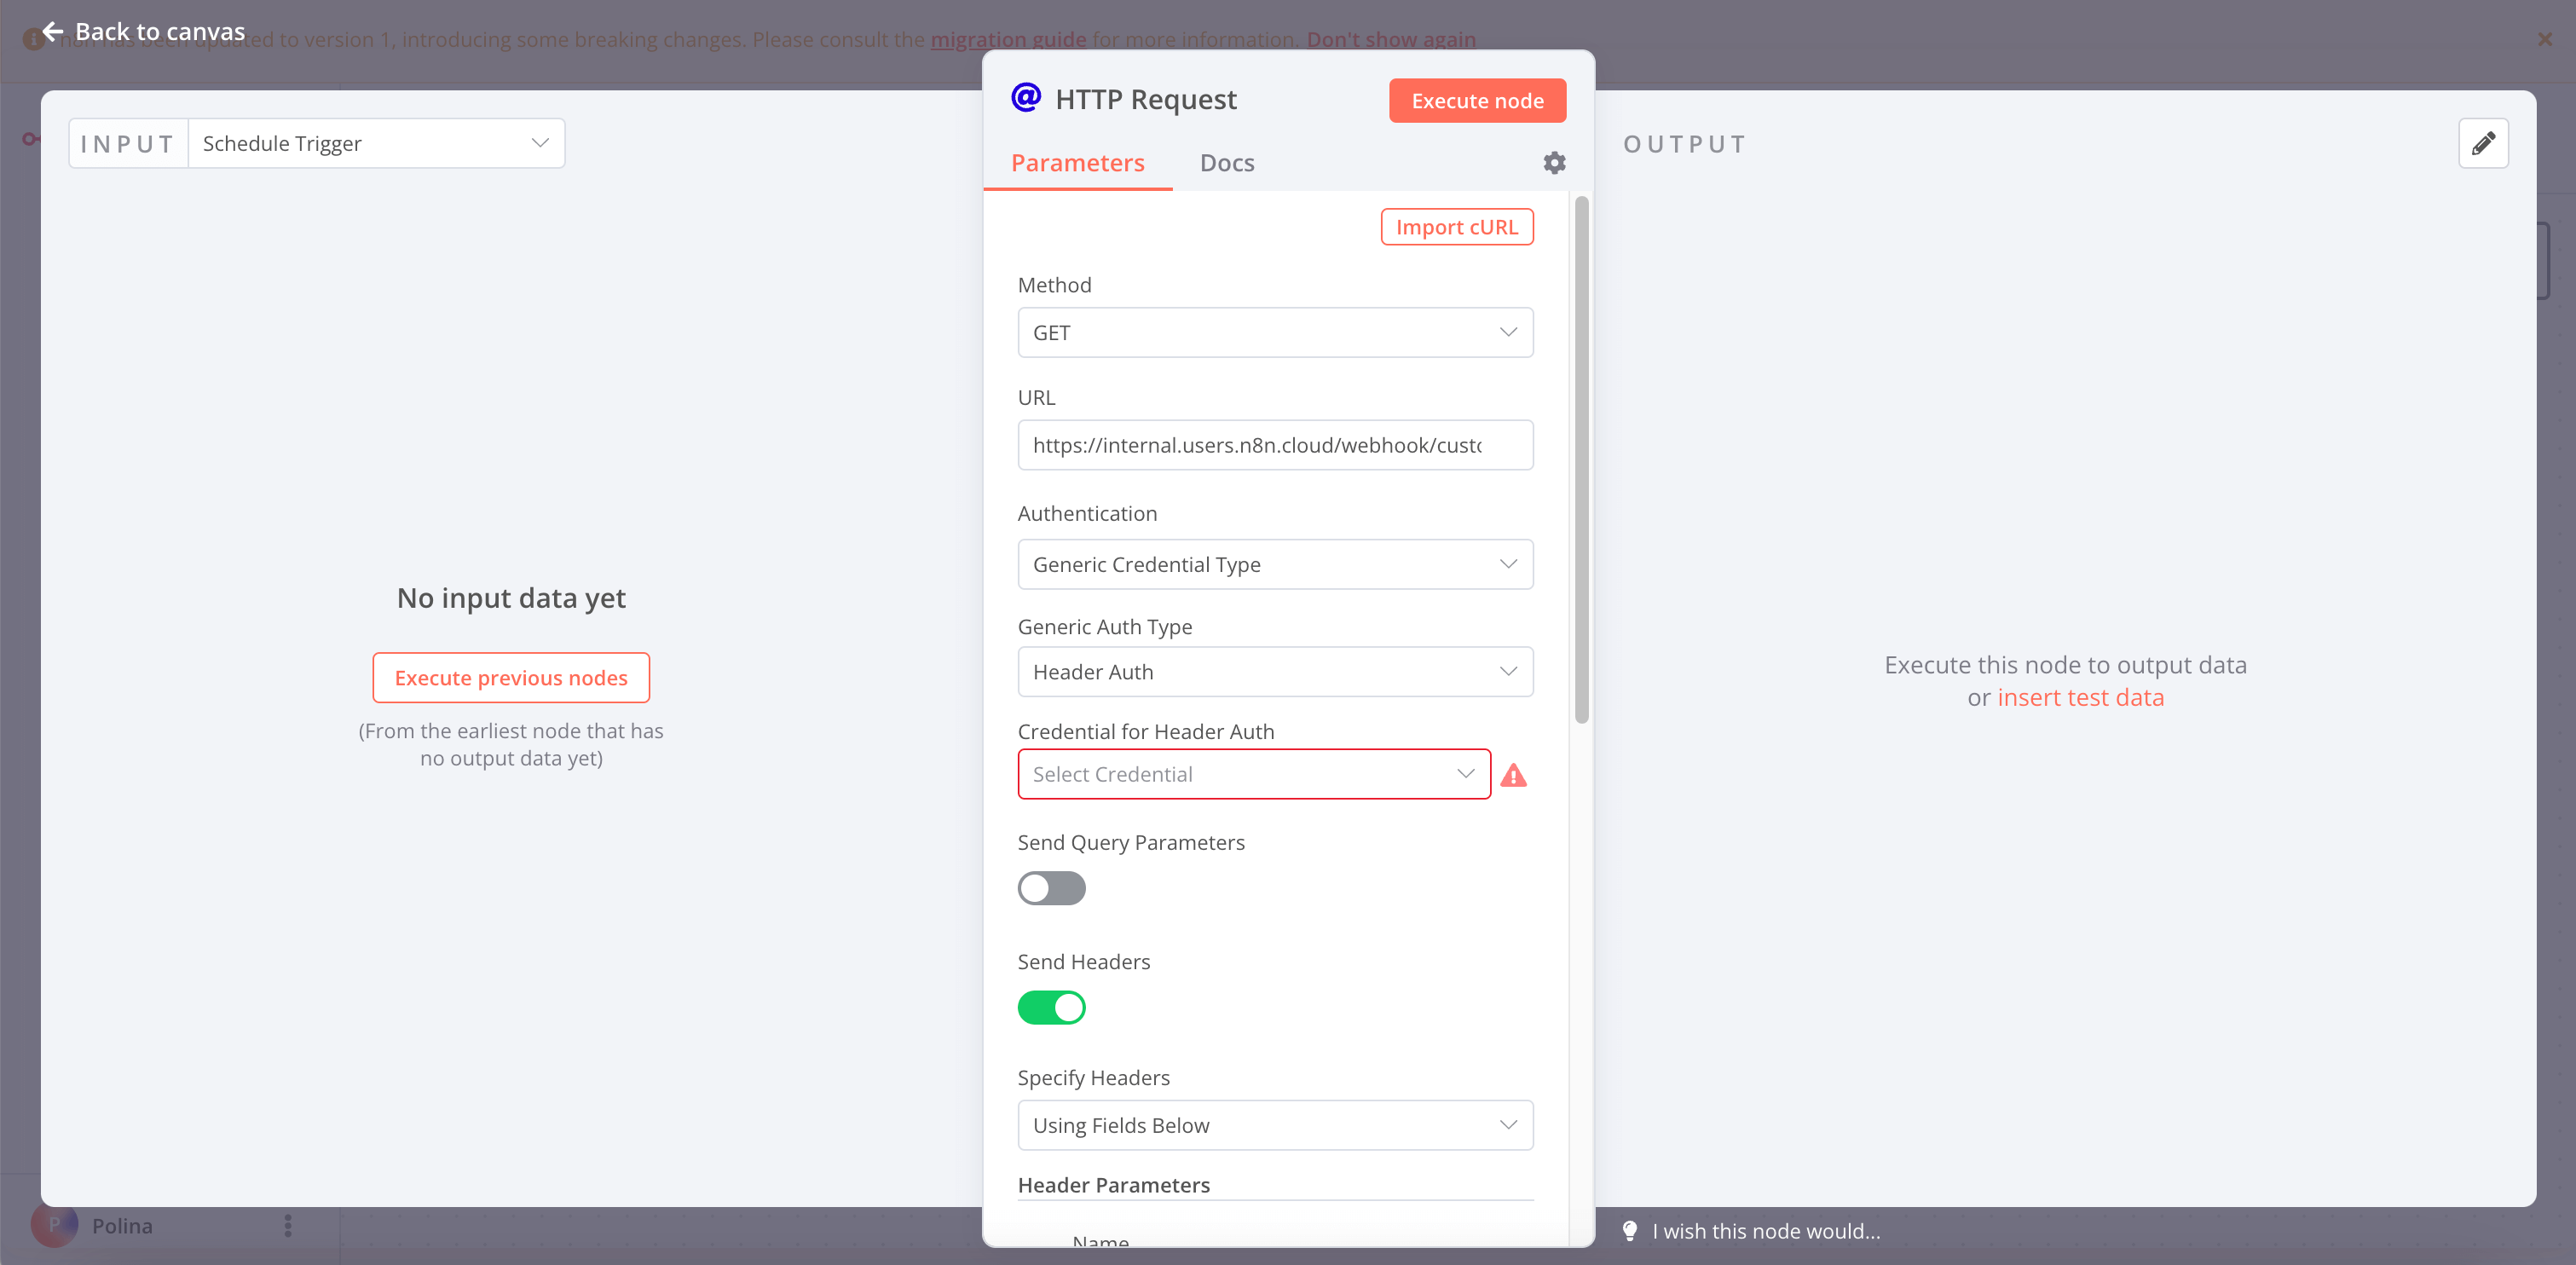 Back to canvas
n8n has been updated to version 1, introducing some breaking changes. Please consult the migration guide for more information. Don't show again
INPUT Schedule Trigger
No input data yet
Execute previous nodes
(From the earliest node that has
no output data yet)
HTTP Request Execute node
Parameters Docs
Import cURL
Method
GET
URL
https://internal.users.n8n.cloud/webhook/custo
Authentication
Generic Credential Type
Generic Auth Type
Header Auth
Credential for Header Auth
Select Credential
Send Query Parameters
Send Headers
Specify Headers
Using Fields Below
Header Parameters
Name
OUTPUT
Execute this node to output data
or insert test data
P Polina
I wish this node would...